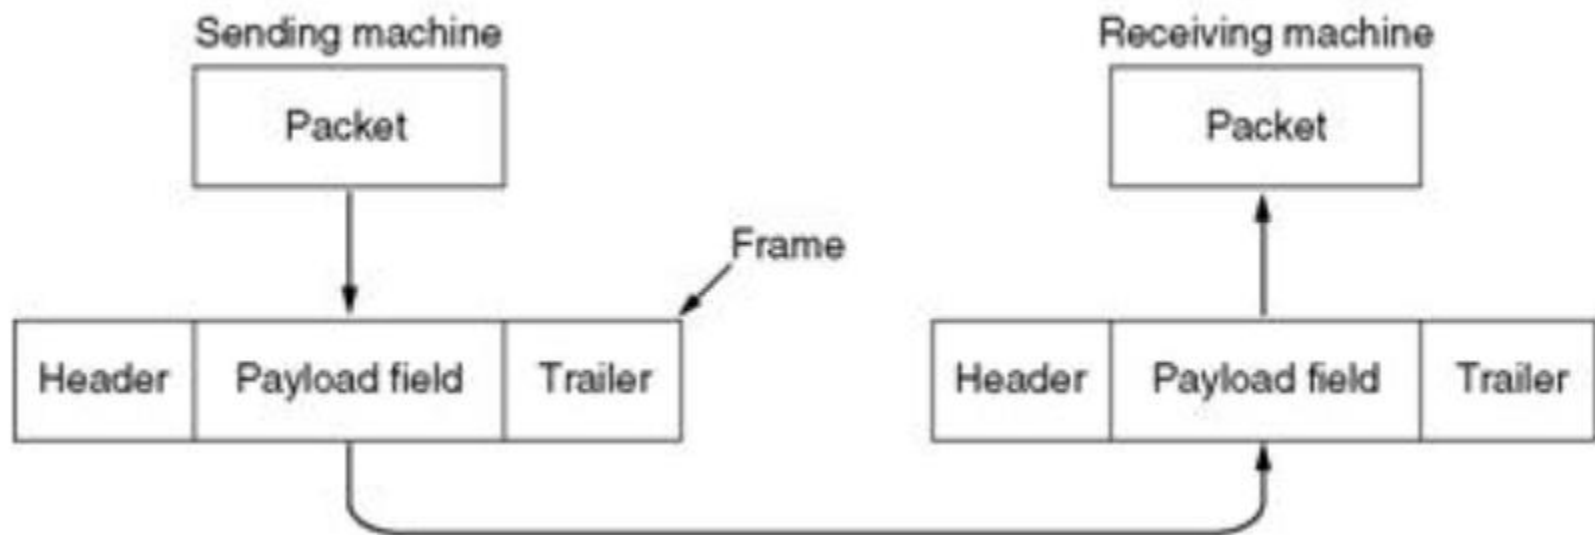 Sending machine
Receiving machine
Packet
Packet
Frame
Header Payload field Trailer
Header Payload field Trailer